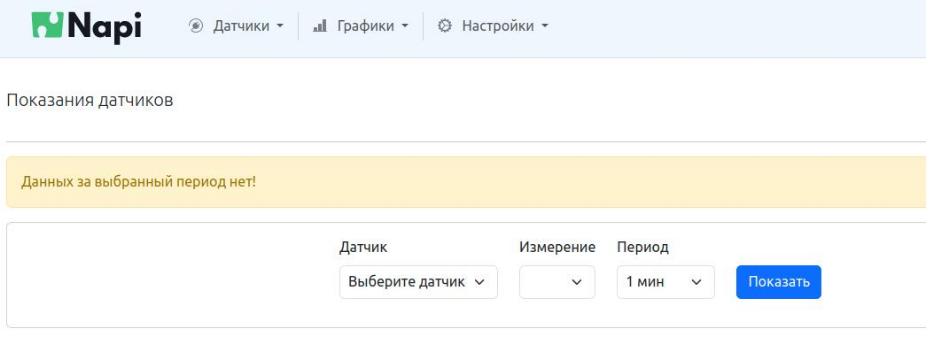 Napi Датчики Графики Настройки
Показания датчиков
Данных за выбранный период нет!
Датчик Измерение Период
Выберите датчик 1 мин Показать